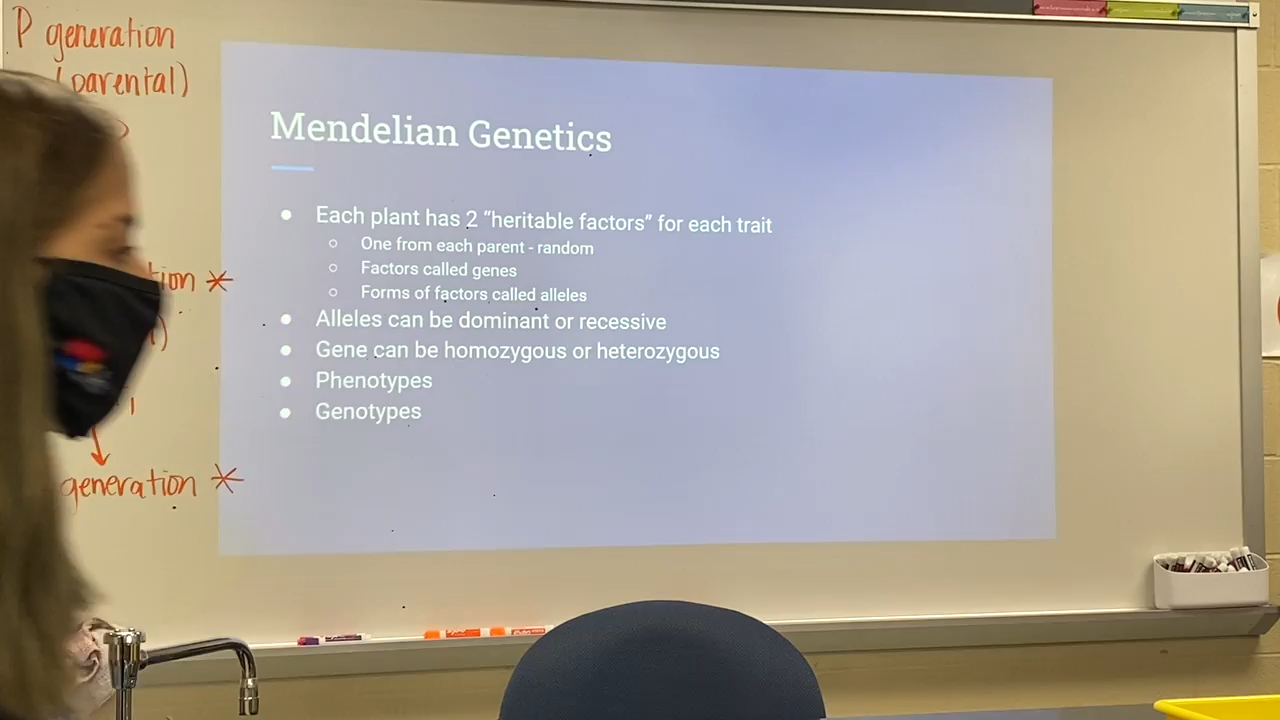 P generation
(parental)
Mendelian Genetics
● Each plant has 2 “heritable factors” for each trait
○ One from each parent - random
○ Factors called genes
○ Forms of factors called alleles
● Alleles can be dominant or recessive
● Gene can be homozygous or heterozygous
● Phenotypes
● Genotypes
generation *